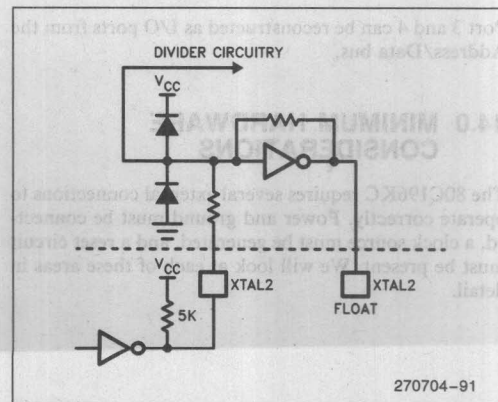 Port 3 and 4 can be reconstructed as I/O ports from the
Address/Data bus.
DIVIDER CIRCUITRY
VCC
14.0 MINIMUM HARDWARE
CONSIDERATIONS
The 80C196KC requires several external connections to
operate correctly. Power and ground must be connect-
ed, a clock source must be generated, and a reset circuit
must be present. We will look at each of these areas in
detail.
VCC
XTAL2
XTAL2
5K
FLOAT
270704-91